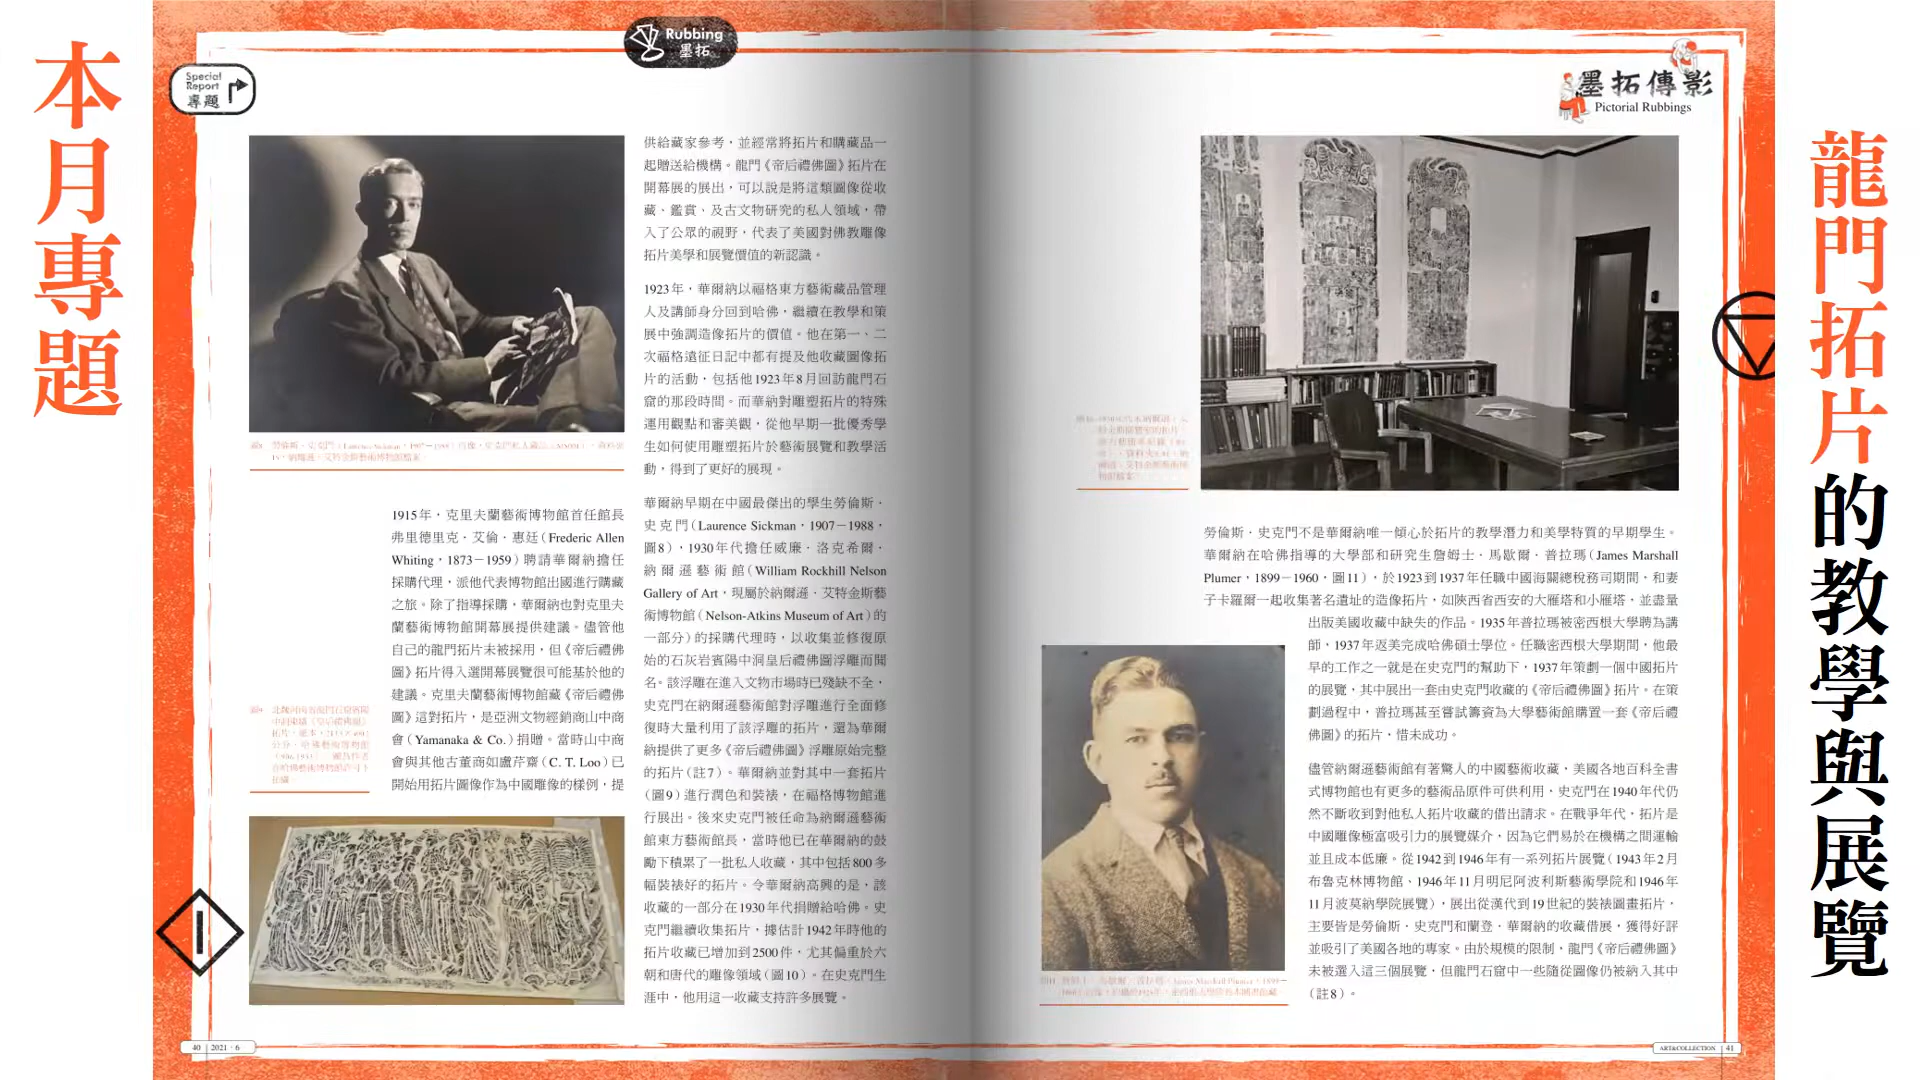 本月專題
Rubbing
墨拓
Special
Report
專題
1915年，克里夫蘭藝術博物館首任館長
弗里德里克．艾倫．惠廷（Frederic Allen
Whiting，1873－1959）聘請華爾納擔任
採購代理，派他代表博物館出國進行購藏
之旅。除了指導採購，華爾納也對克里夫
蘭藝術博物館開幕展提供建議。儘管他
自己的龍門拓片未被採用，但《帝后禮佛
圖》拓片得入選開幕展覽很可能基於他的
建議。克里夫蘭藝術博物館藏《帝后禮佛
圖》這對拓片，是亞洲文物經銷商山中商
會（Yamanaka & Co.）捐贈。當時山中商
會與其他古董商如盧芹齋（C. T. Loo）已
開始用拓片圖像作為中國雕像的樣例，提
供給藏家參考，並經常將拓片和購藏品一
起贈送給機構。龍門《帝后禮佛圖》拓片在
開幕展的展出，可以說是將這類圖像從收
藏、鑑賞、及古文物研究的私人領域，帶
入了公眾的視野，代表了美國對佛教雕像
拓片美學和展覽價值的新認識。
1923年，華爾納以福格東方藝術藏品管理
人及講師身分回到哈佛，繼續在教學和策
展中強調造像拓片的價值。他在第一、二
次福格遠征日記中都有提及他收藏圖像拓
片的活動，包括他1923年8月回訪龍門石
窟的那段時間。而華納對雕塑拓片的特殊
運用觀點和審美觀，從他早期一批優秀學
生如何使用雕塑拓片於藝術展覽和教學活
動，得到了更好的展現。
華爾納早期在中國最傑出的學生勞倫斯．
史克門（Laurence Sickman，1907－1988，
圖8），1930年代擔任威廉．洛克希爾．
納爾遜藝術館（William Rockhill Nelson
Gallery of Art，現屬於納爾遜．艾特金斯藝
術博物館（Nelson-Atkins Museum of Art）的
一部分）的採購代理時，以收集並修復原
始的石灰岩賓陽中洞皇后禮佛圖浮雕而聞
名。該浮雕在進入文物市場時已殘缺不全，
史克門在納爾遜藝術館對浮雕進行全面修
復時大量利用了該浮雕的拓片，還為華爾
納提供了更多《帝后禮佛圖》浮雕原始完整
的拓片（註7）。華爾納並對其中一套拓片
（圖9）進行潤色和裝裱，在福格博物館進
行展出。後來史克門被任命為納爾遜藝術
館東方藝術館長，當時他已在華爾納的鼓
勵下積累了一批私人收藏，其中包括800多
幅裝裱好的拓片。令華爾納高興的是，該
收藏的一部分在1930年代捐贈給哈佛。史
克門繼續收集拓片，據估計1942年時他的
拓片收藏已增加到2500件，尤其偏重於六
朝和唐代的雕像領域（圖10）。在史克門生
涯中，他用這一收藏支持許多展覽。
40 | 2021．6
墨拓傳影
Pictorial Rubbings
勞倫斯．史克門不是華爾納唯一傾心於拓片的教學潛力和美學特質的早期學生。
華爾納在哈佛指導的大學部和研究生詹姆士．馬歇爾．普拉瑪（James Marshall
Plumer，1899－1960，圖11），於1923到1937年任職中國海關總稅務司期間，和妻
子卡羅爾一起收集著名遺址的造像拓片，如陝西省西安的大雁塔和小雁塔，並盡量
出版美國收藏中缺失的作品。1935年普拉瑪被密西根大學聘為講
師，1937年返美完成哈佛碩士學位。任職密西根大學期間，他最
早的工作之一就是在史克門的幫助下，1937年策劃一個中國拓片
的展覽，其中展出一套由史克門收藏的《帝后禮佛圖》拓片。在策
劃過程中，普拉瑪甚至嘗試籌資為大學藝術館購置一套《帝后禮
佛圖》的拓片，惜未成功。
儘管納爾遜藝術館有著驚人的中國藝術收藏，美國各地百科全書
式博物館也有更多的藝術品原件可供利用，史克門在1940年代仍
然不斷收到對他私人拓片收藏的借出請求。在戰爭年代，拓片是
中國雕像極富吸引力的展覽媒介，因為它們易於在機構之間運輸
並且成本低廉。從1942到1946年有一系列拓片展覽（1943年2月
布魯克林博物館、1946年11月明尼阿波利斯藝術學院和1946年
11月波莫納學院展覽），展出從漢代到19世紀的裝裱圖畫拓片，
主要皆是勞倫斯．史克門和蘭登．華爾納的收藏借展，獲得好評
並吸引了美國各地的專家。由於規模的限制，龍門《帝后禮佛圖》
未被選入這三個展覽，但龍門石窟中一些隨從圖像仍被納入其中
（註8）。
ART&COLLECTION | 41
龍門拓片的教學與展覽